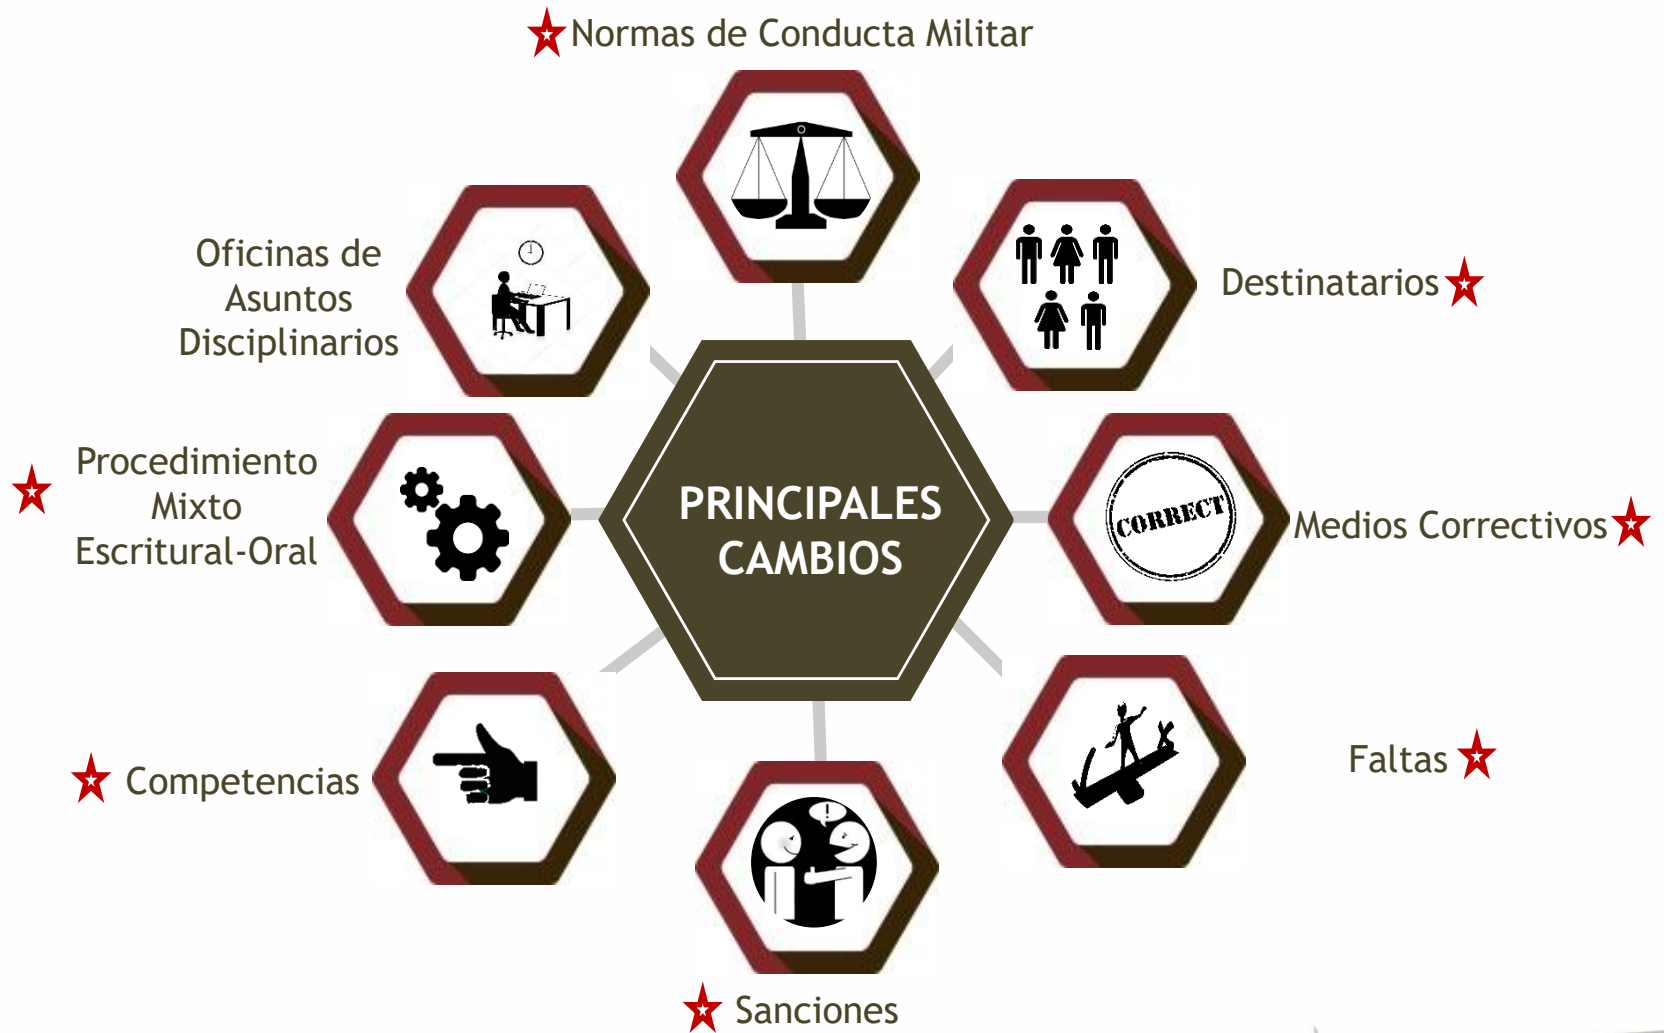 Normas de Conducta Militar
Destinatarios
CORRECT
Medios Correctivos
Faltas
!
Sanciones
Competencias
Procedimiento
Mixto
Escritural-Oral
Oficinas de
Asuntos
Disciplinarios
PRINCIPALES
CAMBIOS